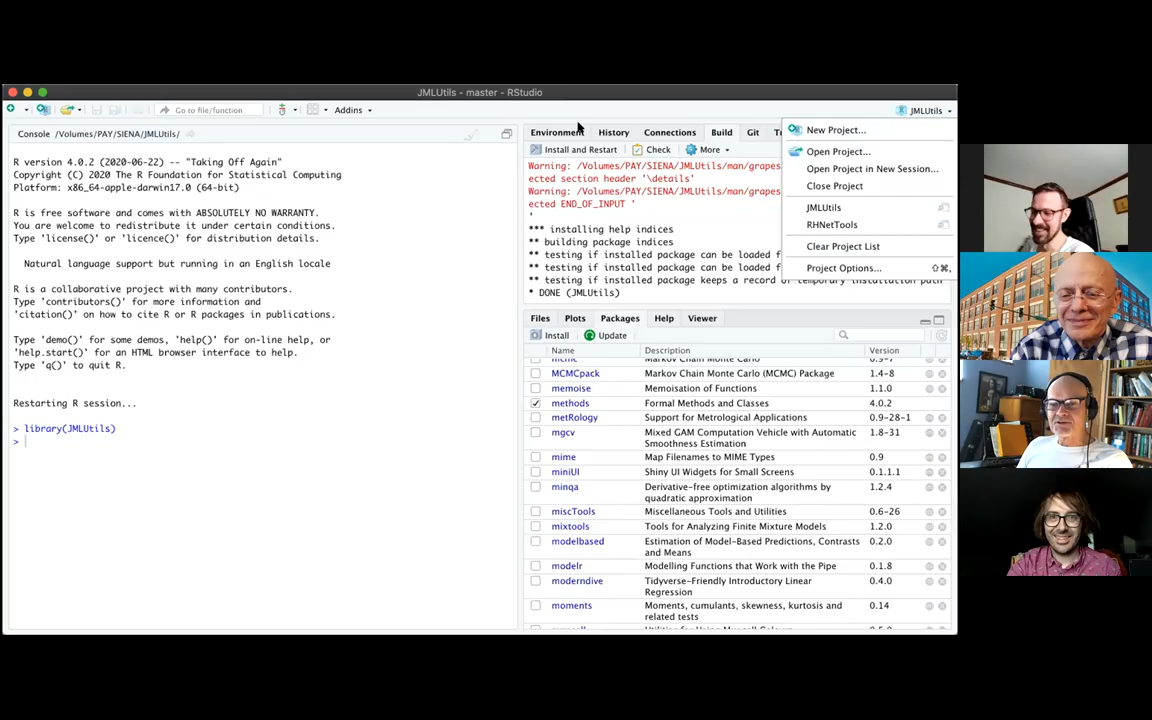 JMLUtils - master - RStudio
Go to file/function
Addins
JMLUtils
Console /Volumes/PAY/SIENA/JMLUtils/
R version 4.0.2 (2020-06-22) -- "Taking Off Again"
Copyright (C) 2020 The R Foundation for Statistical Computing
Platform: x86_64-apple-darwin17.0 (64-bit)
R is free software and comes with ABSOLUTELY NO WARRANTY.
You are welcome to redistribute it under certain conditions.
Type 'license()' or 'licence()' for distribution details.
Natural language support but running in an English locale
R is a collaborative project with many contributors.
Type 'contributors()' for more information and
'citation()' on how to cite R or R packages in publications.
Type 'demo()' for some demos, 'help()' for on-line help, or
'help.start()' for an HTML browser interface to help.
Type 'q()' to quit R.
Restarting R session...
> library(JMLUtils)
>
Environment History Connections Build Git
Install and Restart Check More
Warning: /Volumes/PAY/SIENA/JMLUtils/man/grapes
ected section header '\details'
Warning: /Volumes/PAY/SIENA/JMLUtils/man/grapes
ected END_OF_INPUT '
'
*** installing help indices
** building package indices
** testing if installed package can be loaded f
** testing if installed package can be loaded f
** testing if installed package keeps a record of temporary installation path
* DONE (JMLUtils)
New Project...
Open Project...
Open Project in New Session...
Close Project
JMLUtils
RHNetTools
Clear Project List
Project Options... ⇧⌘,
Files Plots Packages Help Viewer
Install Update
Name Description Version
mcmc Markov Chain Monte Carlo 0.9-7
MCMCpack Markov Chain Monte Carlo (MCMC) Package 1.4-8
memoise Memoisation of Functions 1.1.0
methods Formal Methods and Classes 4.0.2
metRology Support for Metrological Applications 0.9-28-1
mgcv Mixed GAM Computation Vehicle with Automatic 1.8-31
Smoothness Estimation
mime Map Filenames to MIME Types 0.9
miniUI Shiny UI Widgets for Small Screens 0.1.1.1
minqa Derivative-free optimization algorithms by 1.2.4
quadratic approximation
miscTools Miscellaneous Tools and Utilities 0.6-26
mixtools Tools for Analyzing Finite Mixture Models 1.2.0
modelbased Estimation of Model-Based Predictions, Contrasts 0.2.0
and Means
modelr Modelling Functions that Work with the Pipe 0.1.8
moderndive Tidyverse-Friendly Introductory Linear 0.4.0
Regression
moments Moments, cumulants, skewness, kurtosis and 0.14
related tests